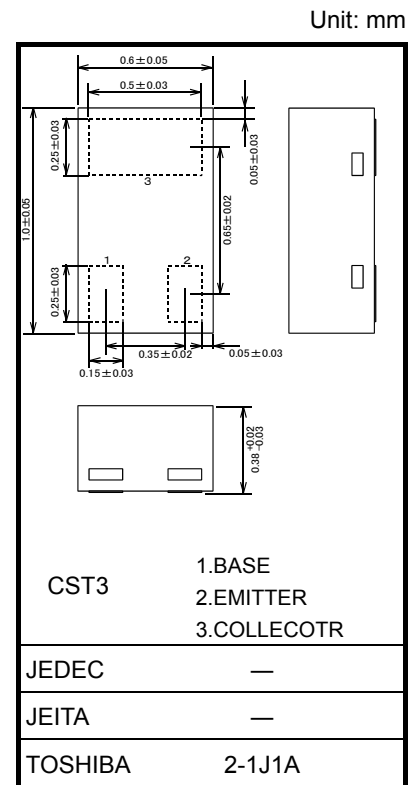 Unit: mm
0.6±0.05
0.5±0.03
0.25±0.03
0.05±0.03
3
1.0±0.05
0.65±0.02
1
2
0.25±0.03
0.35±0.02
0.05±0.03
0.15±0.03
0.38 +0.02 -0.03
CST3
1.BASE
2.EMITTER
3.COLLECOTR
JEDEC —
JEITA —
TOSHIBA 2-1J1A